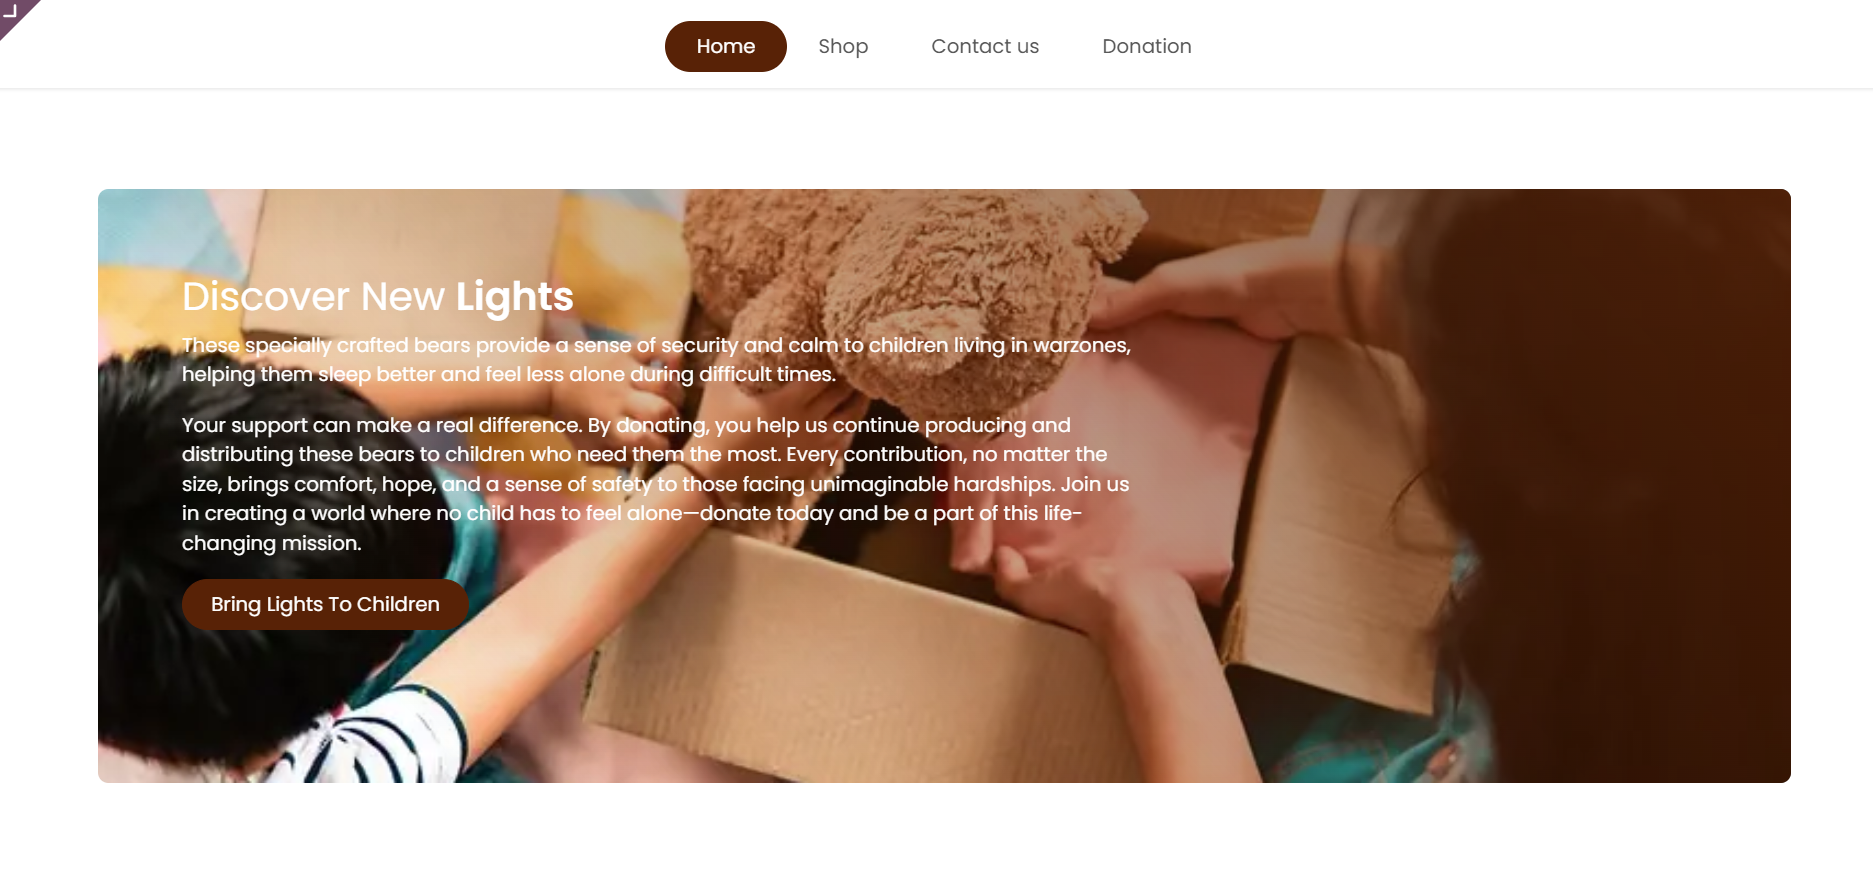 Home Shop Contact us Donation
Discover New Lights
These specially crafted bears provide a sense of security and calm to children living in warzones,
helping them sleep better and feel less alone during difficult times.
Your support can make a real difference. By donating, you help us continue producing and
distributing these bears to children who need them the most. Every contribution, no matter the
size, brings comfort, hope, and a sense of safety to those facing unimaginable hardships. Join us
in creating a world where no child has to feel alone—donate today and be a part of this life-
changing mission.
Bring Lights To Children